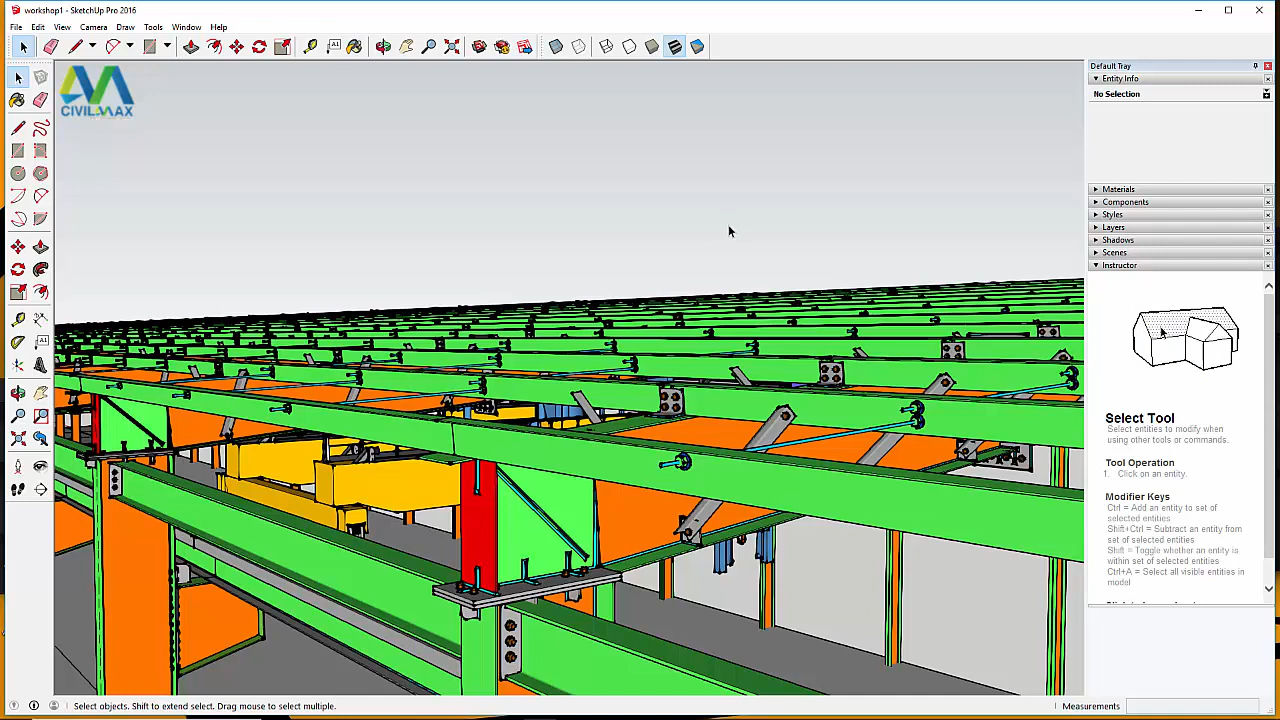 workshop1 - SketchUp Pro 2016
File Edit View Camera Draw Tools Window Help
CIVILMAX
Default Tray
Entity Info
No Selection
Materials
Components
Styles
Layers
Shadows
Scenes
Instructor
Select Tool
Select entities to modify when
using other tools or commands.
Tool Operation
1. Click on an entity.
Modifier Keys
Ctrl = Add an entity to set of
selected entities
Shift+Ctrl = Subtract an entity from
set of selected entities
Shift = Toggle whether an entity is
within set of selected entities
Ctrl+A = Select all visible entities in
model
Select objects. Shift to extend select. Drag mouse to select multiple.
Measurements